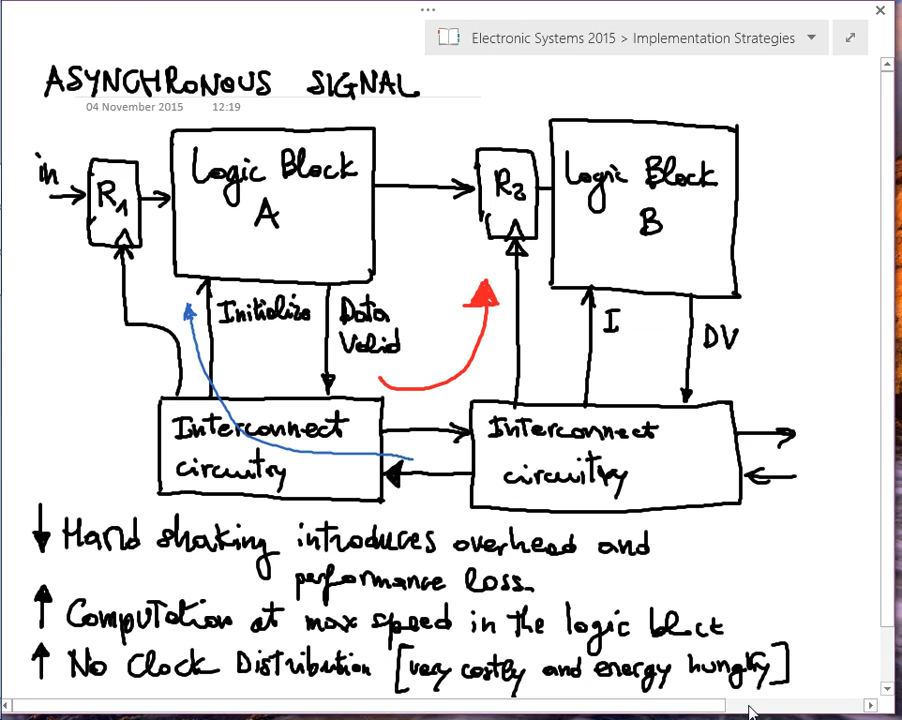 Electronic Systems 2015 > Implementation Strategies
ASYNCHRONOUS SIGNAL
04 November 2015 12:19
in
R1
Logic Block
A
R2
Logic Block
B
Initialize
Data
Valid
I
DV
Interconnect
circuitry
Interconnect
circuitry
Hand shaking introduces overhead and
performance loss.
Computation at max speed in the logic block
No Clock Distribution [very costly and energy hungry]